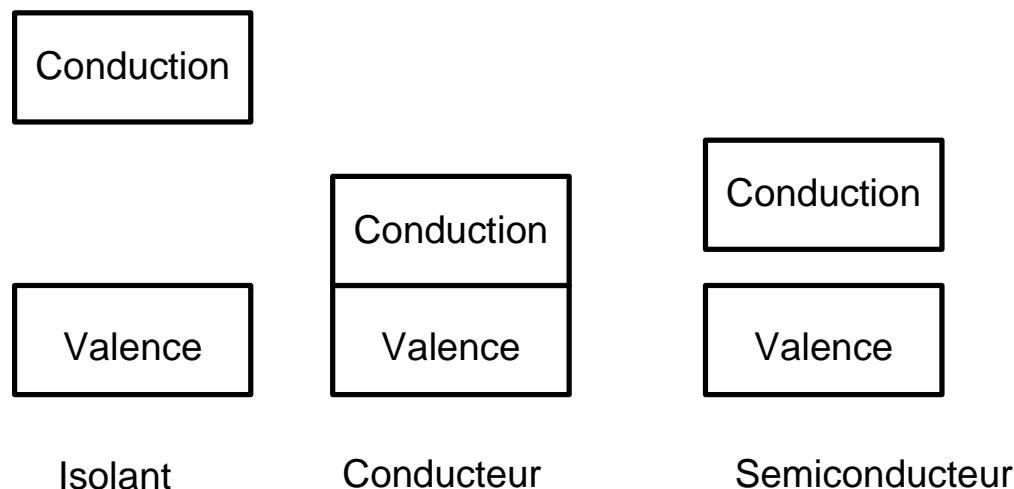 Conduction
Conduction
Conduction
Valence
Valence
Valence
Isolant
Conducteur
Semiconducteur